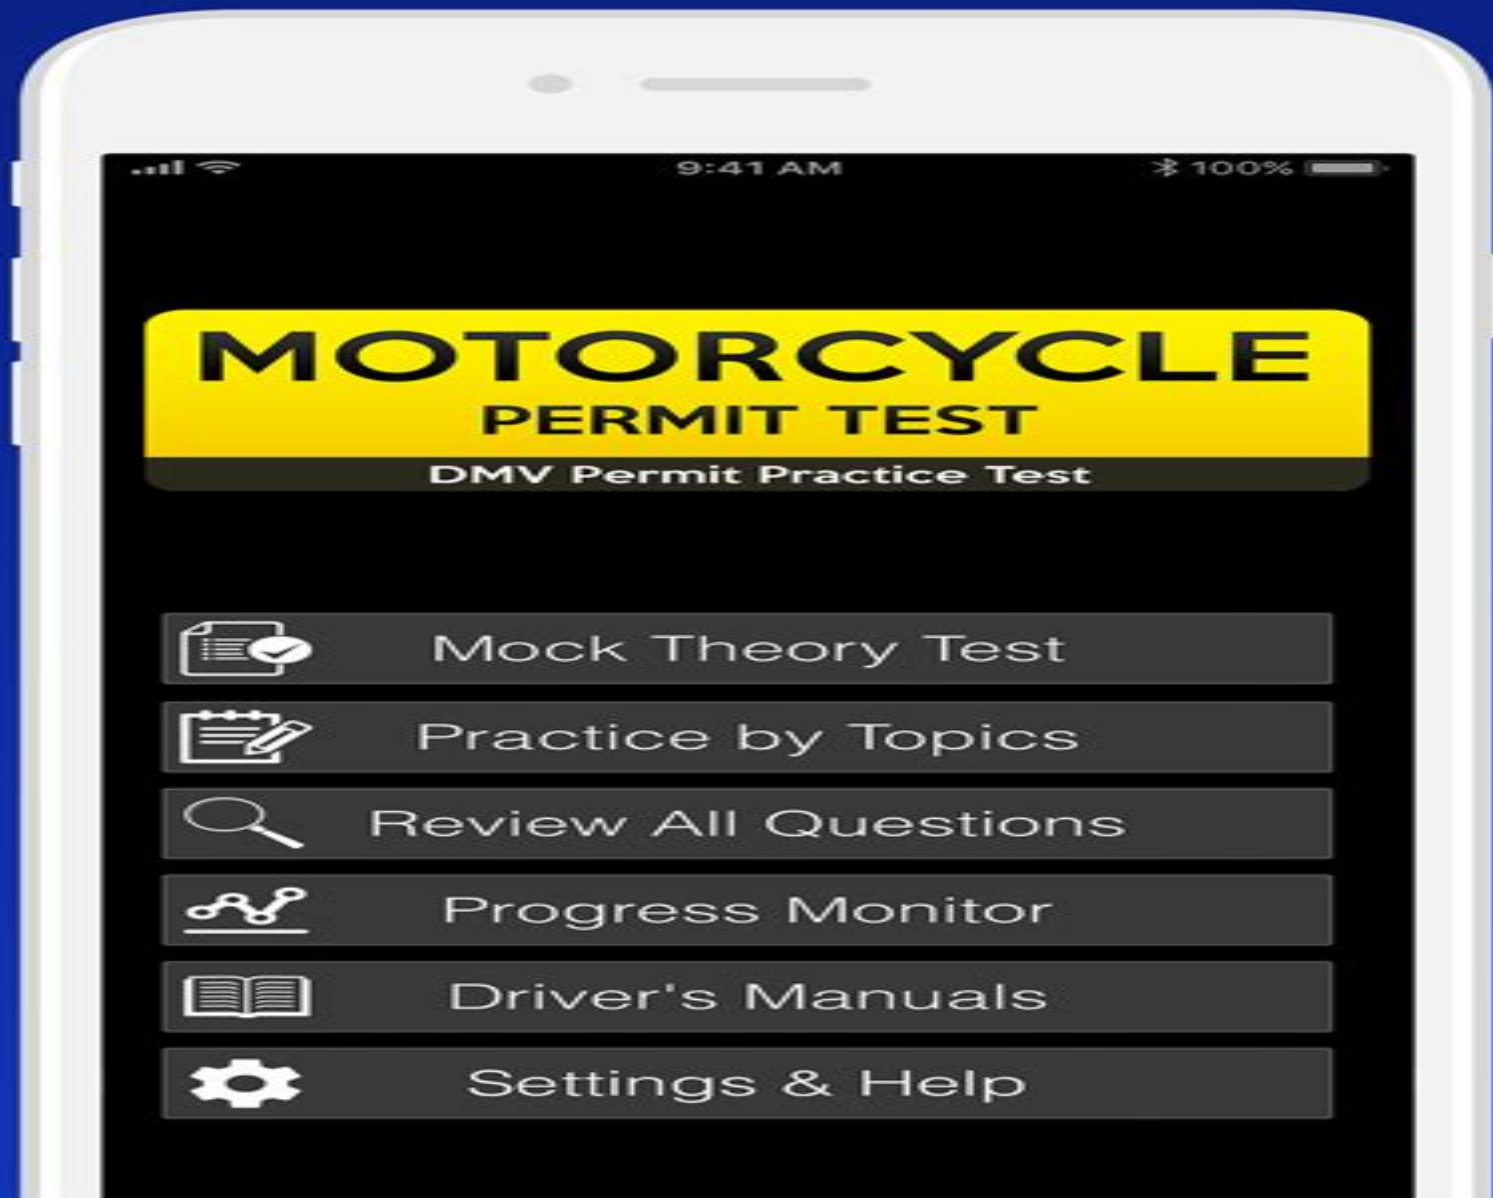 9:41 AM
100%
MOTORCYCLE
PERMIT TEST
DMV Permit Practice Test
Mock Theory Test
Practice by Topics
Review All Questions
Progress Monitor
Driver's Manuals
Settings & Help